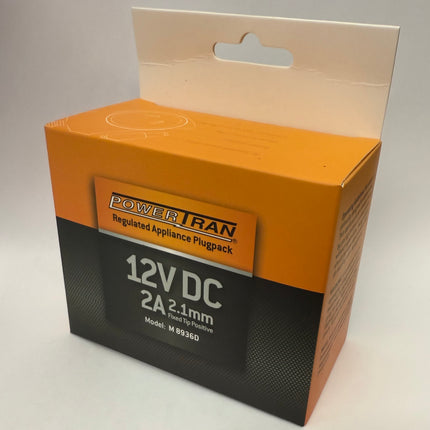 POWERTRAN®
Regulated Appliance Plugpack
12V DC
2A 2.1mm
Fixed Tip Positive
Model: M 8936D